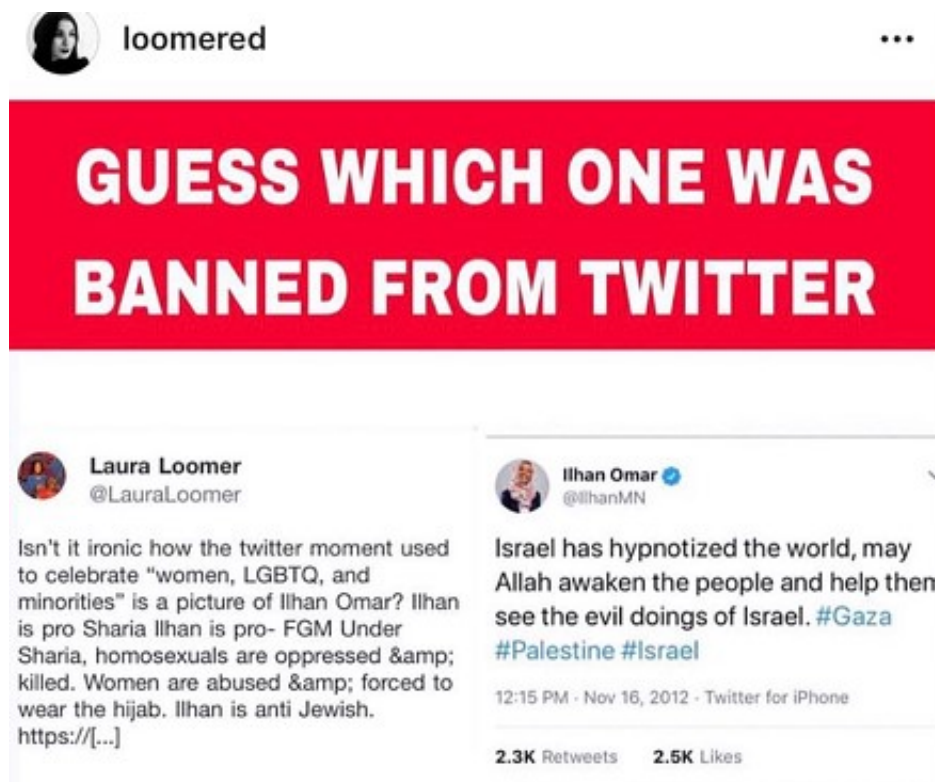 loomered
GUESS WHICH ONE WAS
BANNED FROM TWITTER
Laura Loomer
@LauraLoomer
Isn't it ironic how the twitter moment used
to celebrate "women, LGBTQ, and
minorities" is a picture of Ilhan Omar? Ilhan
is pro Sharia Ilhan is pro- FGM Under
Sharia, homosexuals are oppressed &amp;
killed. Women are abused &amp; forced to
wear the hijab. Ilhan is anti Jewish.
https://[...]
Ilhan Omar
@IlhanMN
Israel has hypnotized the world, may
Allah awaken the people and help them
see the evil doings of Israel. #Gaza
#Palestine #Israel
12:15 PM · Nov 16, 2012 · Twitter for iPhone
2.3K Retweets 2.5K Likes